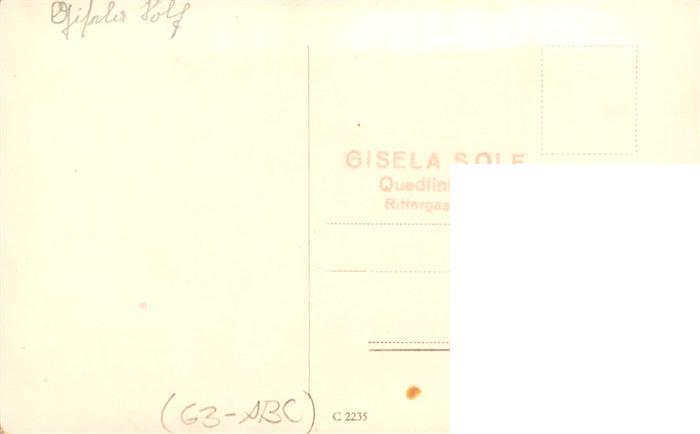 Gisela Solf
GISELA SOLF
Quedlin
Rittergas
(G3-ABC)
C 2235